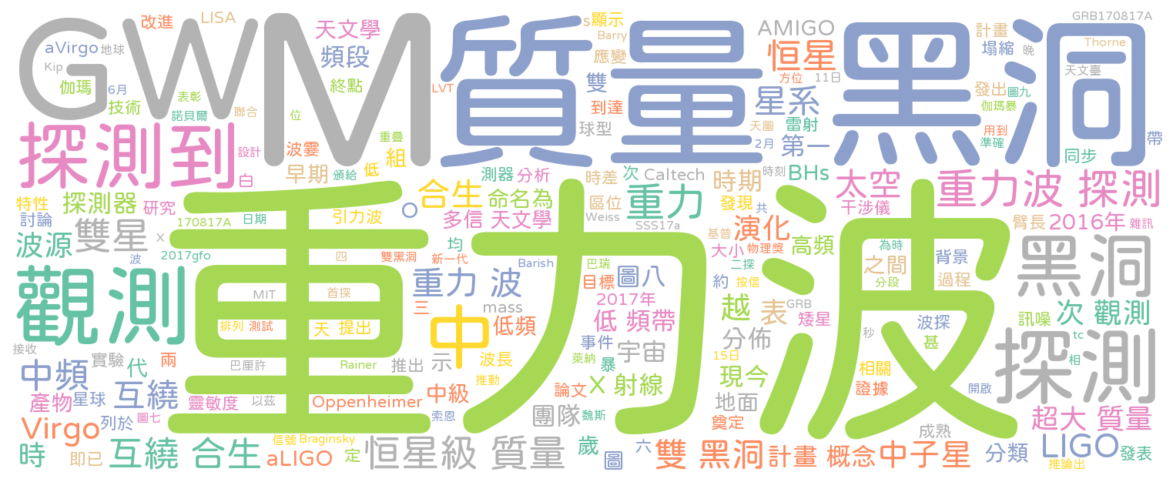 GWM
質量
黑洞
重力波
觀測
探測到
探測
黑洞
重力波 探測
重力
恆星級 質量
互繞 合生
互繞
中
中頻
Virgo
LIGO
aLIGO
aVirgo
LISA
AMIGO
BHs
改進
天文學
頻段
地球
Kip
伽瑪
6月
技術
表彰
諾貝爾
聯合
終點
位
重疊
LVT
波霎
設計
白
早期
頒給
低
組
s
顯示
Barry
應變
雙
到達
球型
恆星
方位
11日
星系
雷射
天圖
2月
第一
時刻
計畫
塌縮
晚
GRB170817A
Thorne
天文臺
發出
圖九
伽瑪暴
用到
準確
帶
同步
特性
探測器
研究
討論
170817A
日期
引力波
O
合生
測器
分析
命名為
多信
天文學
時差
次
Caltech
區位
Weiss
SSS17a
時期
發現
共
太空
干涉儀
臂長
2016年
雜訊
波源
雙星
X
波
2017gfo
四
雙黑洞
均
新一代
Barish
巴瑞
目標
圖八
基普
大小
物理獎
二探
約
按信
演化
高頻
為時
分段
之間
背景
過程
波探
甚
GRB
秒
訊噪
tc
相
次 觀測
MIT
首探
排列
測試
天
提出
重力 波
三
mass
低頻
2017年
低 頻帶
事件
越
表
矮星
分佈
15日
接收
實驗
代
兩
巴厘許
Rainer
推出
示
波長
萊納
暴
宇宙
X 射線
現今
相關
證據
開啟
星球
產物
列於
圖七
靈敏度
以茲
Oppenheimer
中級
推動
索恩
論文
團隊
魏斯
地面
奠定
成熟
超大 質量
時
即已
信號
Braginsky
定
歲
圖
六
雙 黑洞
計畫
概念
中子星
分類
推論出
發表